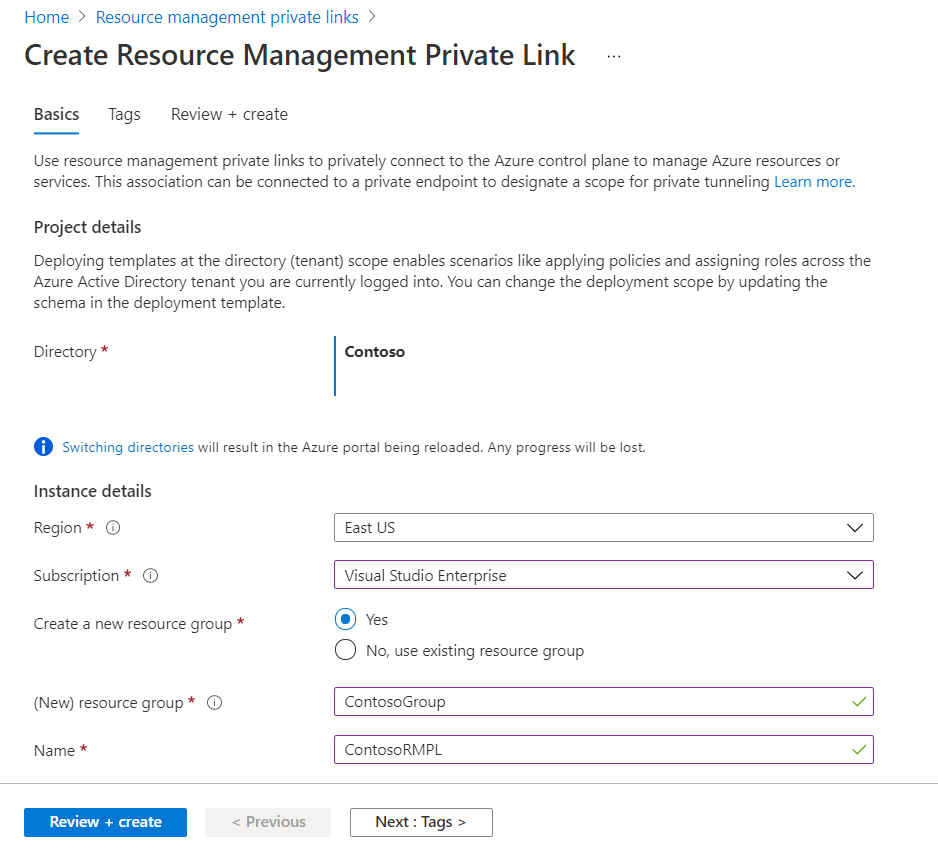 Home > Resource management private links >
Create Resource Management Private Link ...
Basics Tags Review + create
Use resource management private links to privately connect to the Azure control plane to manage Azure resources or
services. This association can be connected to a private endpoint to designate a scope for private tunneling Learn more.
Project details
Deploying templates at the directory (tenant) scope enables scenarios like applying policies and assigning roles across the
Azure Active Directory tenant you are currently logged into. You can change the deployment scope by updating the
schema in the deployment template.
Directory * Contoso
Switching directories will result in the Azure portal being reloaded. Any progress will be lost.
Instance details
Region * East US
Subscription * Visual Studio Enterprise
Create a new resource group * Yes
No, use existing resource group
(New) resource group * ContosoGroup
Name * ContosoRMPL
Review + create < Previous Next : Tags >